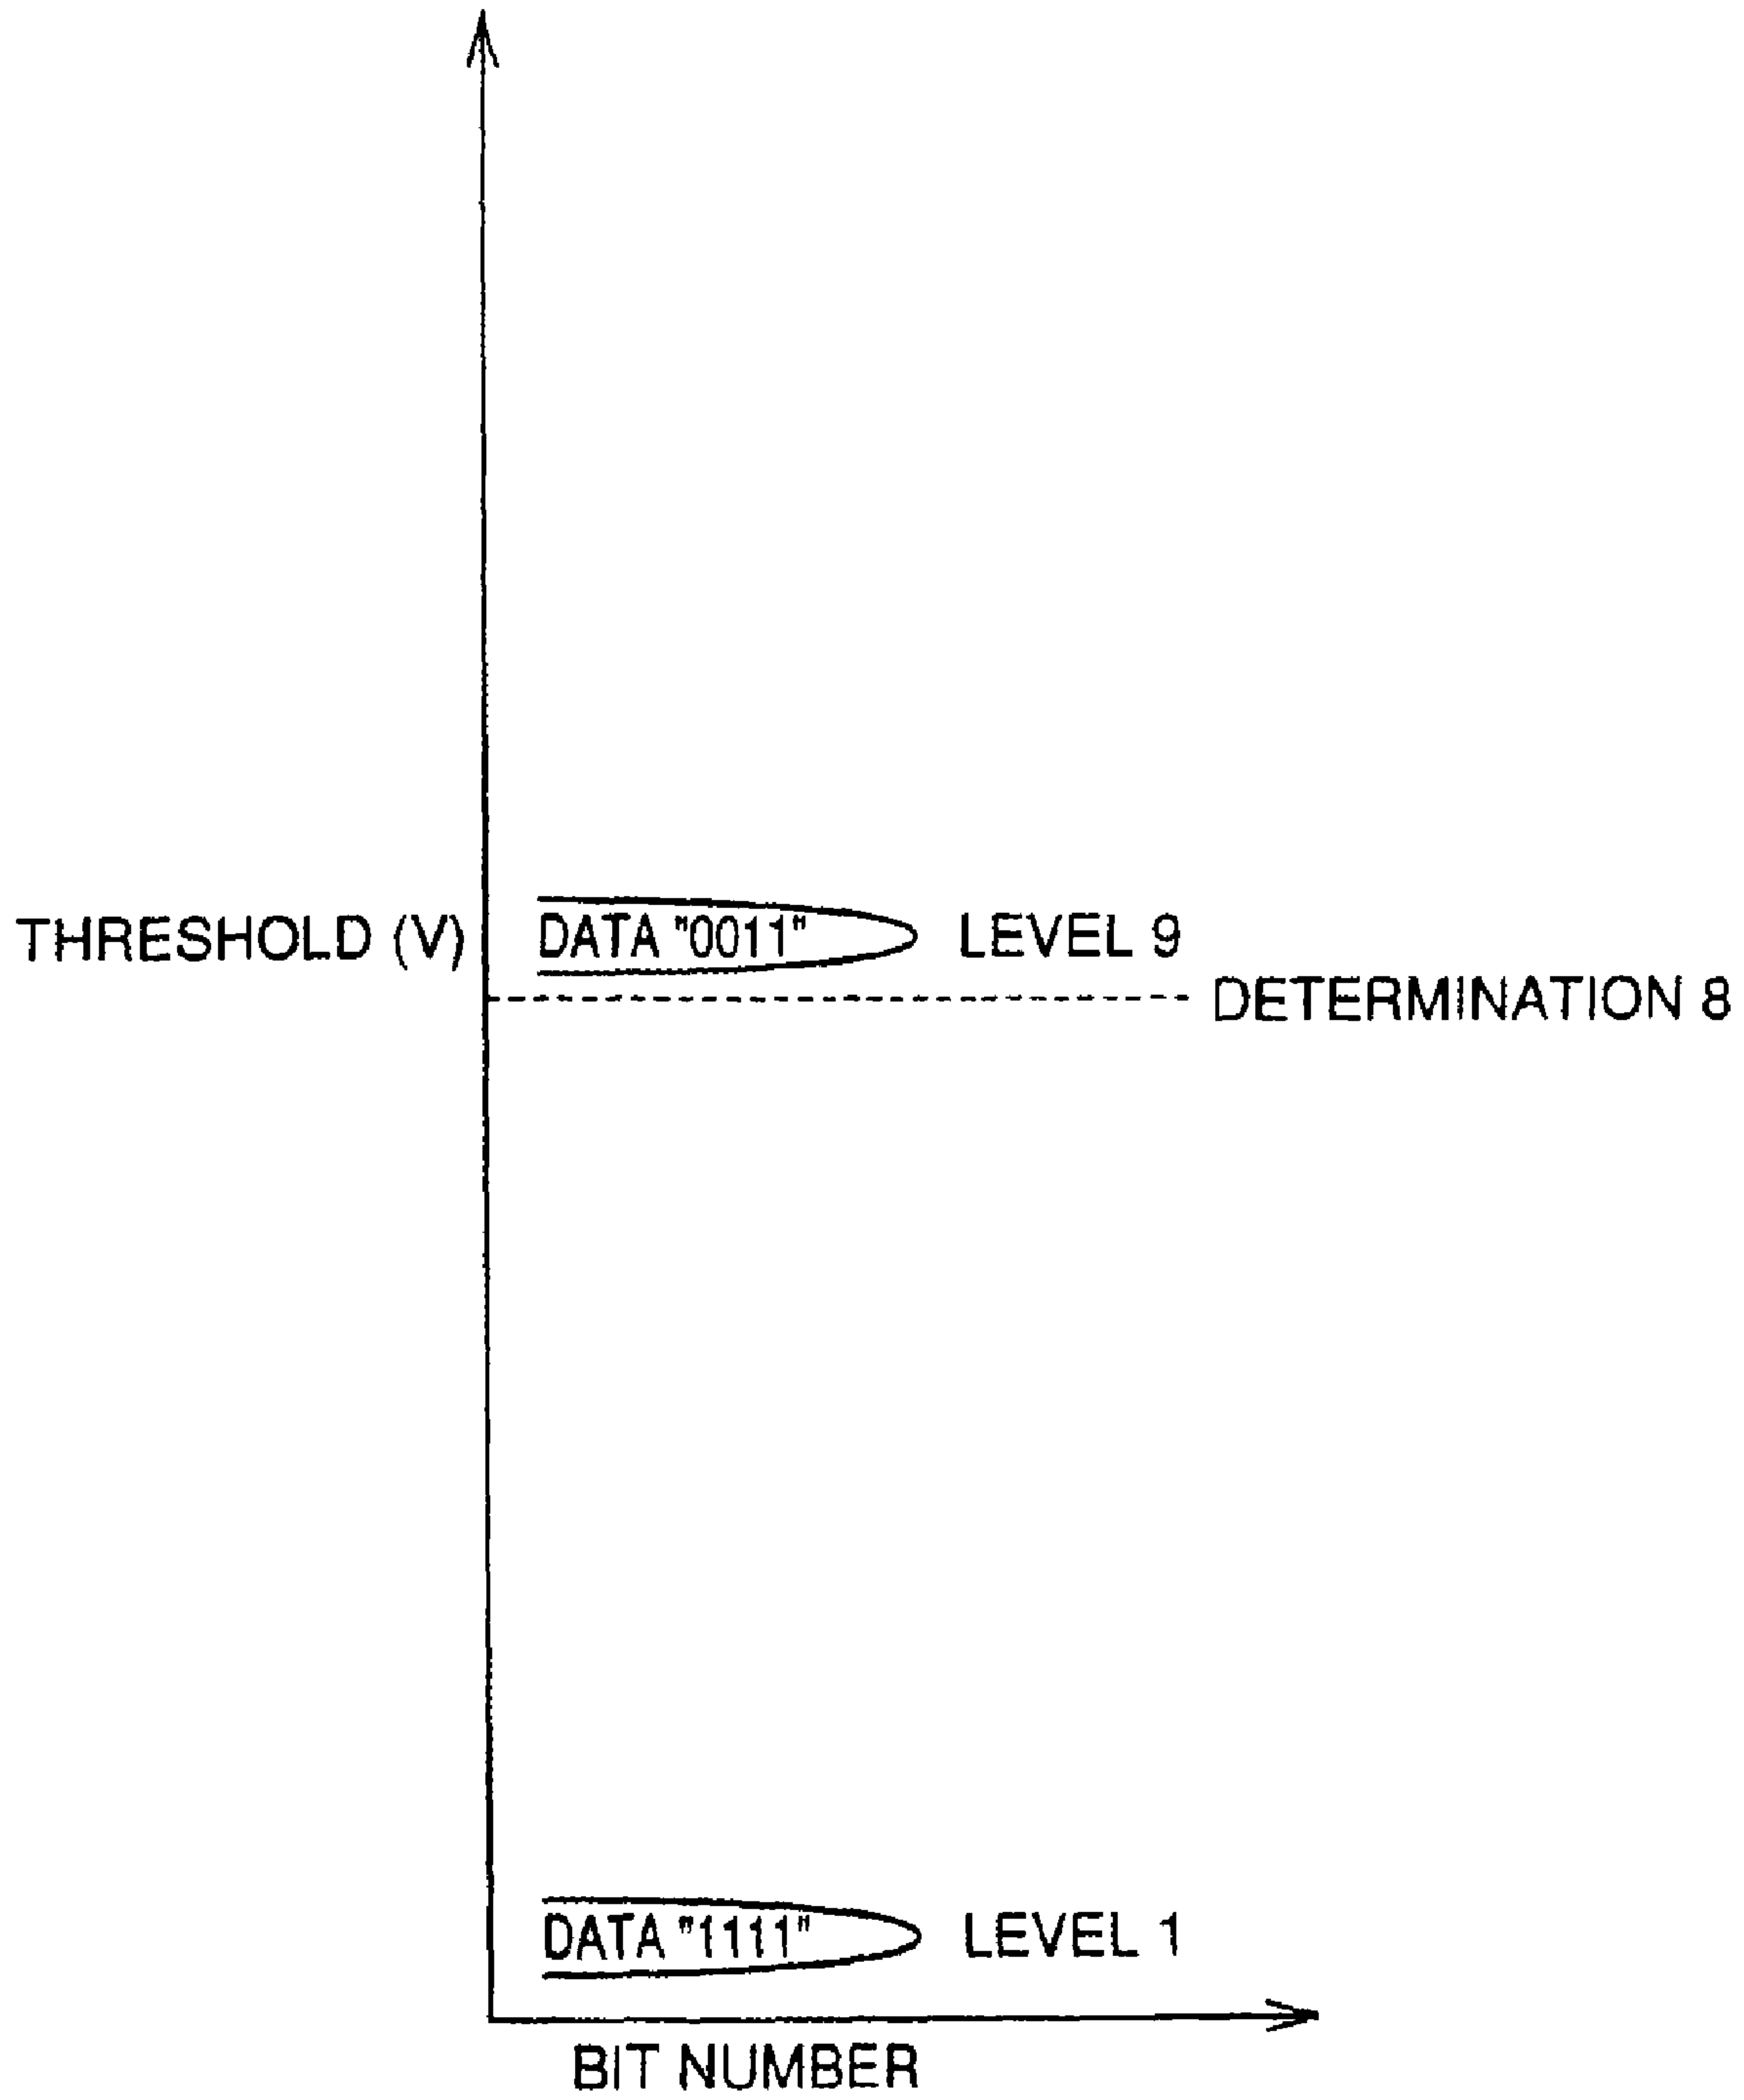 THRESHOLD (V) DATA "0011" LEVEL 9
DETERMINATION 8
DATA "1111" LEVEL 1
BIT NUMBER